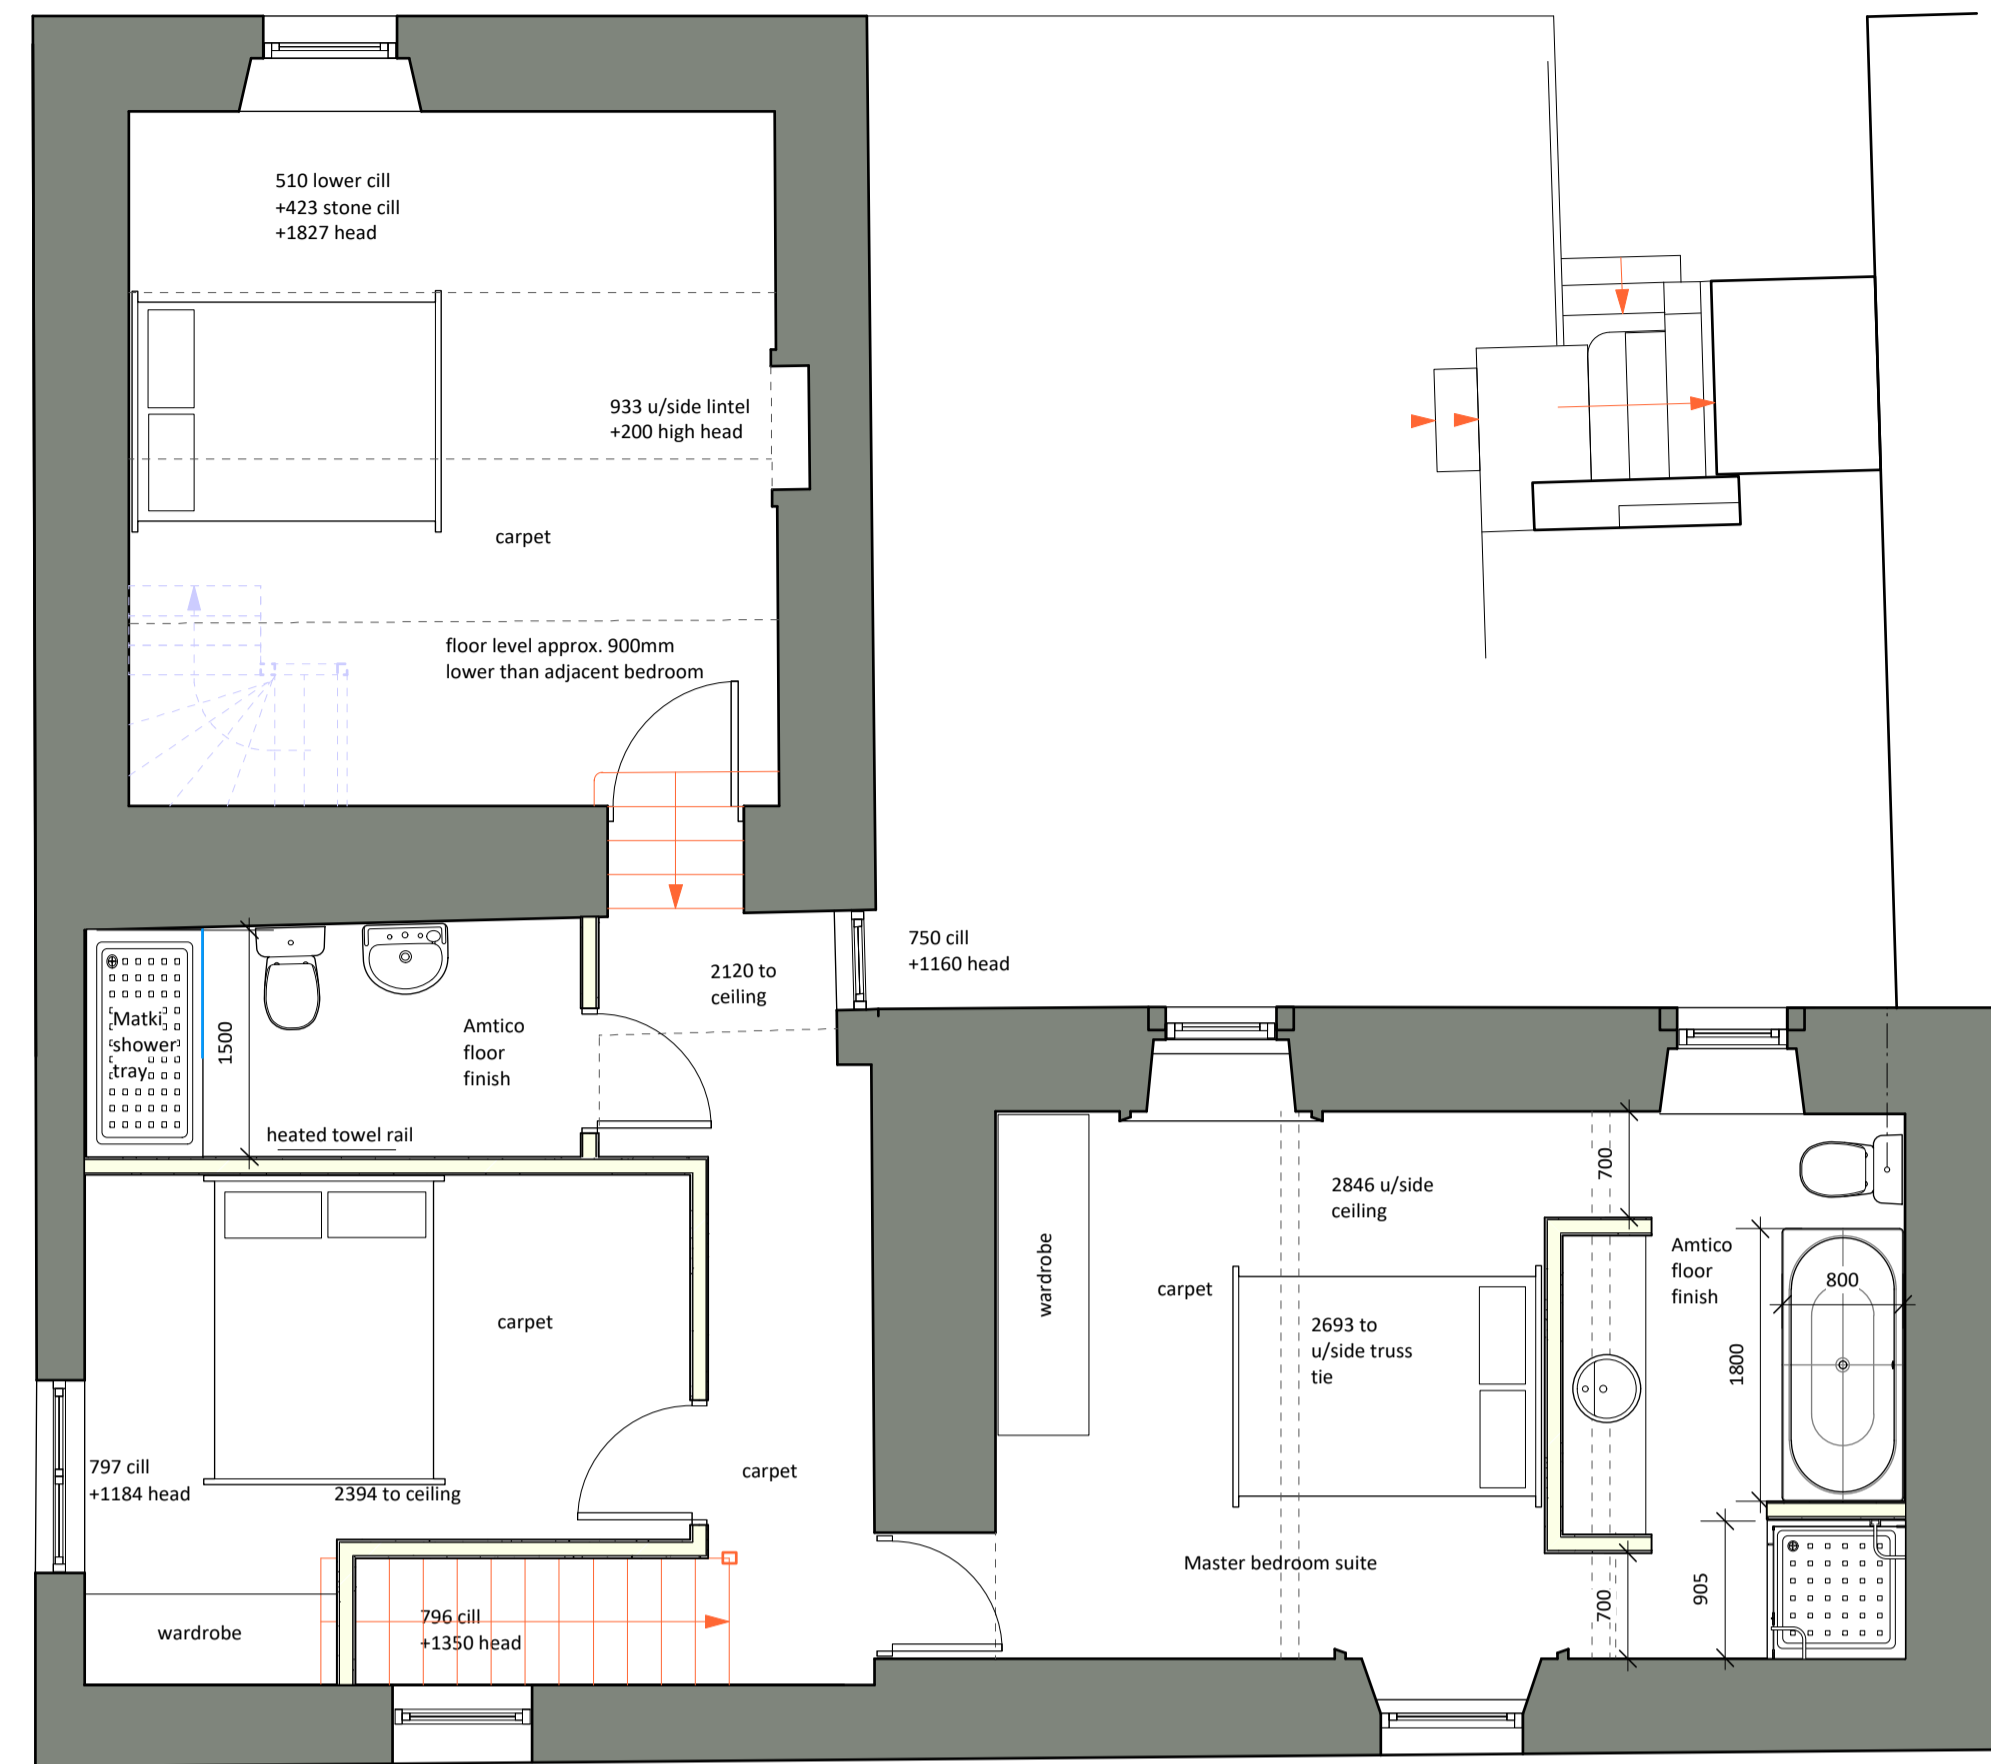 510 lower cill
+423 stone cill
+1827 head
933 u/side lintel
+200 high head
carpet
floor level approx. 900mm
lower than adjacent bedroom
750 cill
+1160 head
2120 to
ceiling
Matki
shower
tray
1500
Amtico
floor
finish
heated towel rail
carpet
797 cill
+1184 head
2394 to ceiling
carpet
wardrobe
796 cill
+1350 head
wardrobe
carpet
2846 u/side
ceiling
700
2693 to
u/side truss
tie
Amtico
floor
finish
800
1800
Master bedroom suite
700
905